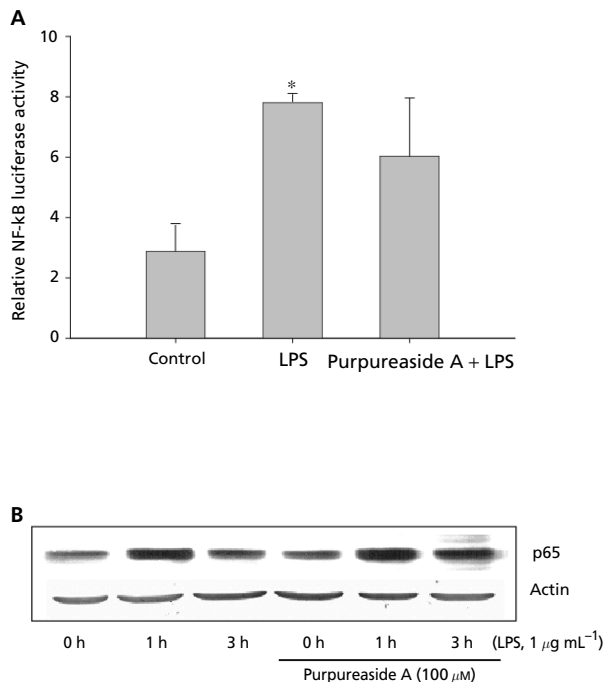 A
Relative NF-kB luciferase activity
10
8
6
4
2
0
*
Control LPS Purpureaside A + LPS
B
p65
Actin
0 h 1 h 3 h 0 h 1 h 3 h (LPS, 1 μg mL⁻¹)
Purpureaside A (100 μM)